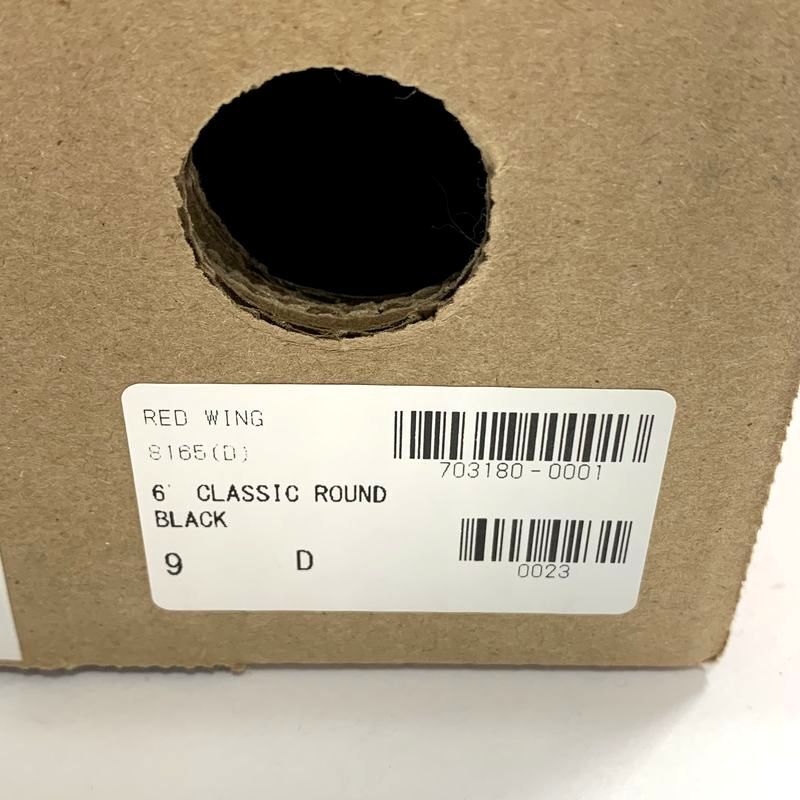 RED WING
8165(D)
6' CLASSIC ROUND
BLACK
9 D
703180-0001
0023